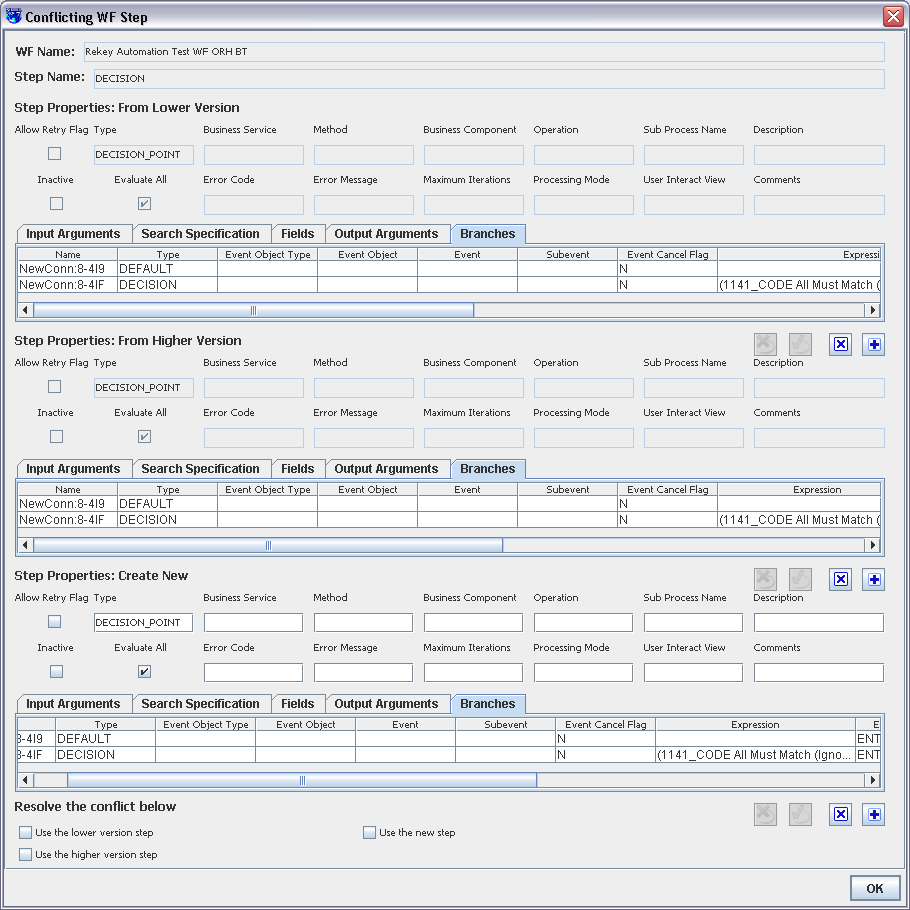 Conflicting WF Step
WF Name: Rekey Automation Test WF ORH BT
Step Name: DECISION
Step Properties: From Lower Version
Allow Retry Flag Type Business Service Method Business Component Operation Sub Process Name Description
DECISION_POINT
Inactive Evaluate All Error Code Error Message Maximum Iterations Processing Mode User Interact View Comments
Input Arguments Search Specification Fields Output Arguments Branches
Name Type Event Object Type Event Object Event Subevent Event Cancel Flag Expressi
NewConn:8-4I9 DEFAULT N
NewConn:8-4IF DECISION N (1141_CODE All Must Match (
Step Properties: From Higher Version
Allow Retry Flag Type Business Service Method Business Component Operation Sub Process Name Description
DECISION_POINT
Inactive Evaluate All Error Code Error Message Maximum Iterations Processing Mode User Interact View Comments
Input Arguments Search Specification Fields Output Arguments Branches
Name Type Event Object Type Event Object Event Subevent Event Cancel Flag Expression
NewConn:8-4I9 DEFAULT N
NewConn:8-4IF DECISION N (1141_CODE All Must Match (
Step Properties: Create New
Allow Retry Flag Type Business Service Method Business Component Operation Sub Process Name Description
DECISION_POINT
Inactive Evaluate All Error Code Error Message Maximum Iterations Processing Mode User Interact View Comments
Input Arguments Search Specification Fields Output Arguments Branches
Type Event Object Type Event Object Event Subevent Event Cancel Flag Expression E
8-4I9 DEFAULT N ENT
8-4IF DECISION N (1141_CODE All Must Match (Igno... ENT
Resolve the conflict below
Use the lower version step Use the new step
Use the higher version step
OK